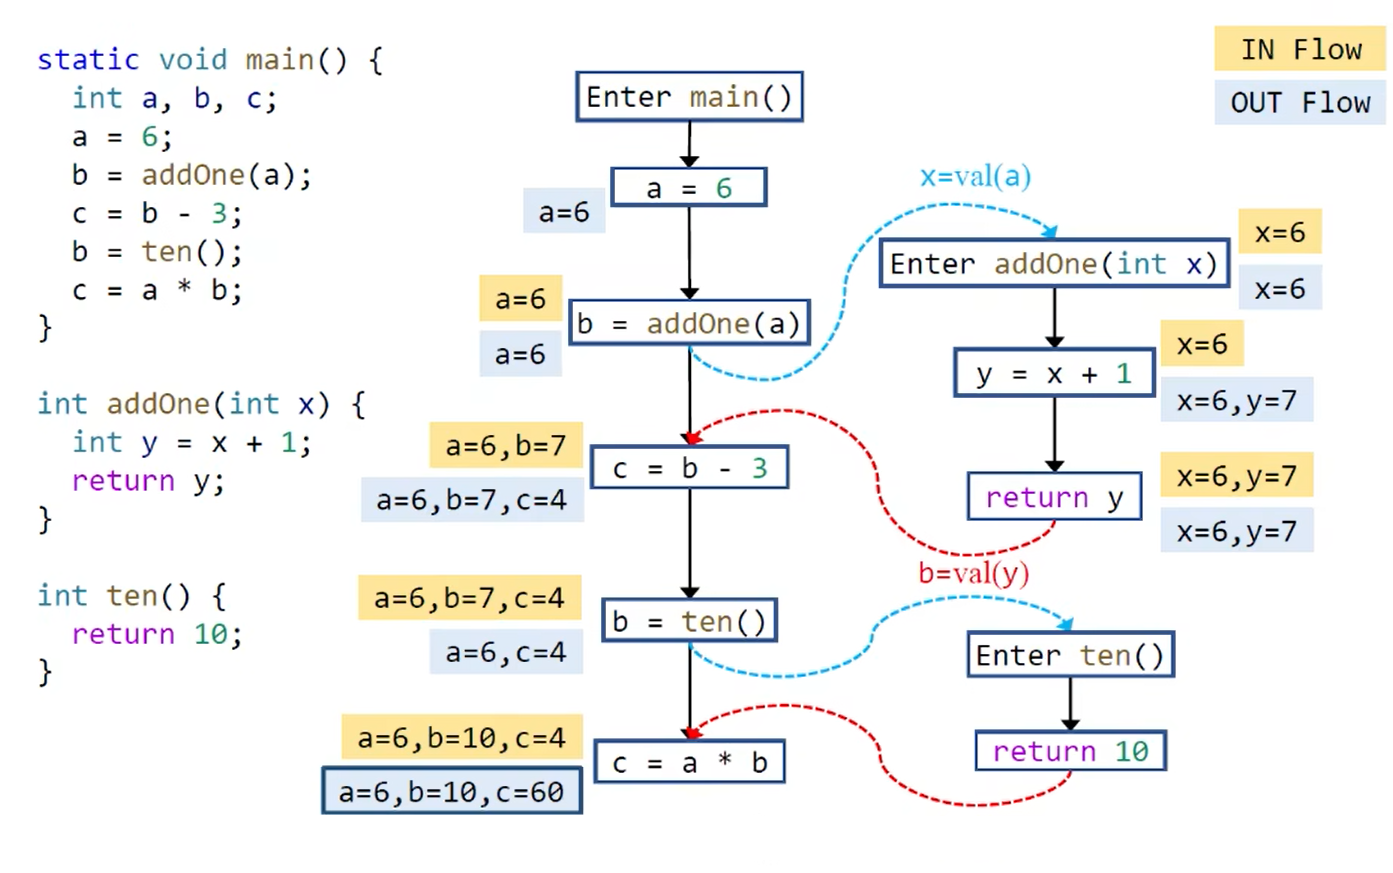 static void main() {
int a, b, c;
a = 6;
b = addOne(a);
c = b - 3;
b = ten();
c = a * b;
}
int addOne(int x) {
int y = x + 1;
return y;
}
int ten() {
return 10;
}
IN Flow
OUT Flow
Enter main()
a = 6
a=6
a=6
b = addOne(a)
a=6
x=val(a)
Enter addOne(int x)
x=6
x=6
y = x + 1
x=6
x=6,y=7
return y
x=6,y=7
x=6,y=7
b=val(y)
a=6,b=7
c = b - 3
a=6,b=7,c=4
a=6,b=7,c=4
b = ten()
a=6,c=4
Enter ten()
return 10
a=6,b=10,c=4
c = a * b
a=6,b=10,c=60